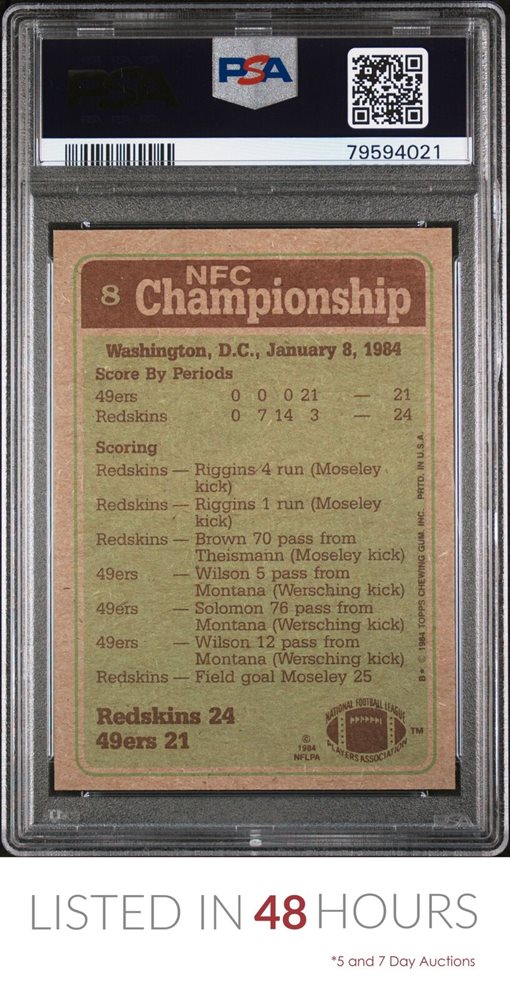 PSA
79594021
8 NFC Championship
Washington, D.C., January 8, 1984
Score By Periods
49ers 0 0 0 21 — 21
Redskins 0 7 14 3 — 24
Scoring
Redskins — Riggins 4 run (Moseley
kick)
Redskins — Riggins 1 run (Moseley
kick)
Redskins — Brown 70 pass from
Theismann (Moseley kick)
49ers — Wilson 5 pass from
Montana (Wersching kick)
49ers — Solomon 76 pass from
Montana (Wersching kick)
49ers — Wilson 12 pass from
Montana (Wersching kick)
Redskins — Field goal Moseley 25
Redskins 24
49ers 21
© 1984 NFLPA
NATIONAL FOOTBALL LEAGUE
PLAYERS ASSOCIATION
TM
B* © 1984 TOPPS CHEWING GUM, INC. PRTD. IN U.S.A.
PSA
LISTED IN 48 HOURS
*5 and 7 Day Auctions